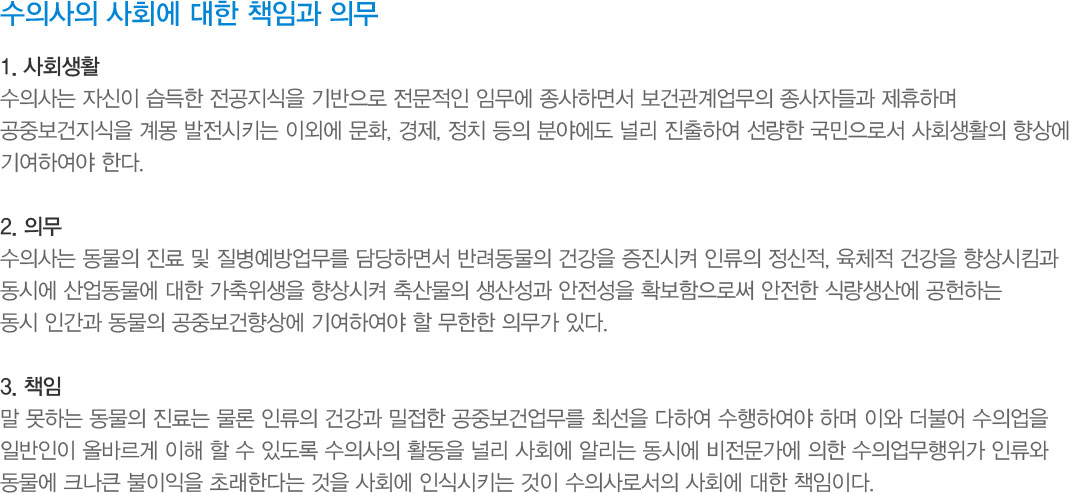 수의사의 사회에 대한 책임과 의무
1. 사회생활
수의사는 자신이 습득한 전공지식을 기반으로 전문적인 임무에 종사하면서 보건관계업무의 종사자들과 제휴하며
공중보건지식을 계몽 발전시키는 이외에 문화, 경제, 정치 등의 분야에도 널리 진출하여 선량한 국민으로서 사회생활의 향상에
기여하여야 한다.
2. 의무
수의사는 동물의 진료 및 질병예방업무를 담당하면서 반려동물의 건강을 증진시켜 인류의 정신적, 육체적 건강을 향상시킴과
동시에 산업동물에 대한 가축위생을 향상시켜 축산물의 생산성과 안전성을 확보함으로써 안전한 식량생산에 공헌하는
동시 인간과 동물의 공중보건향상에 기여하여야 할 무한한 의무가 있다.
3. 책임
말 못하는 동물의 진료는 물론 인류의 건강과 밀접한 공중보건업무를 최선을 다하여 수행하여야 하며 이와 더불어 수의업을
일반인이 올바르게 이해 할 수 있도록 수의사의 활동을 널리 사회에 알리는 동시에 비전문가에 의한 수의업무행위가 인류와
동물에 크나큰 불이익을 초래한다는 것을 사회에 인식시키는 것이 수의사로서의 사회에 대한 책임이다.